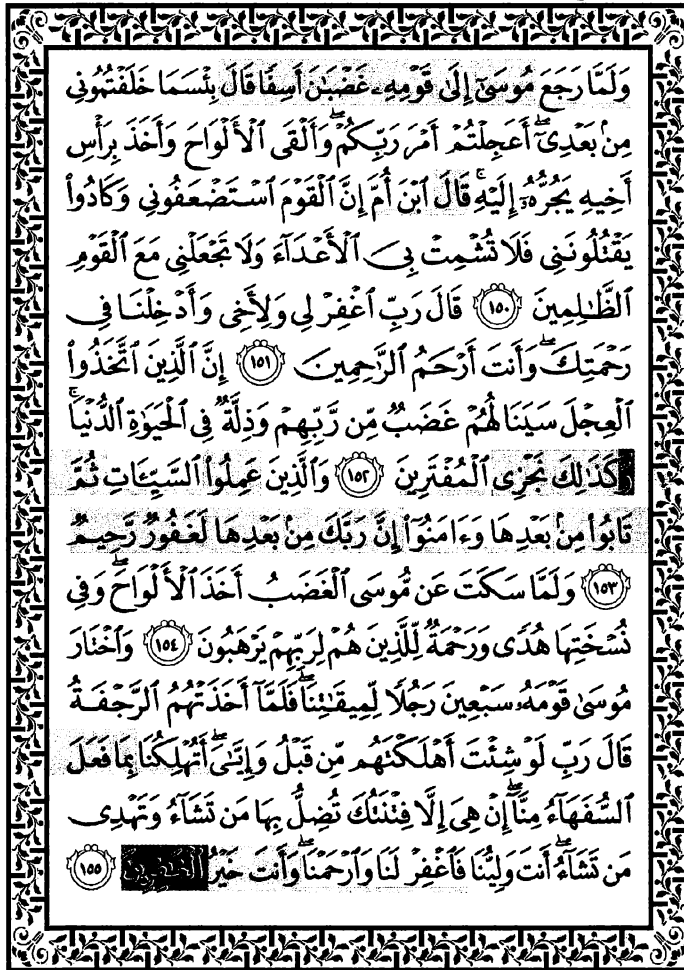 وَلَمَّا رَجَعَ مُوسَىٰٓ إِلَىٰ قَوْمِهِۦ غَضْبَٰنَ أَسِفًا قَالَ بِئْسَمَا خَلَفْتُمُونِى
مِنۢ بَعْدِىٓ ۖ أَعَجِلْتُمْ أَمْرَ رَبِّكُمْ ۖ وَأَلْقَى ٱلْأَلْوَاحَ وَأَخَذَ بِرَأْسِ
أَخِيهِ يَجُرُّهُۥٓ إِلَيْهِ ۚ قَالَ ٱبْنَ أُمَّ إِنَّ ٱلْقَوْمَ ٱسْتَضْعَفُونِى وَكَادُوا۟
يَقْتُلُونَنِى فَلَا تُشْمِتْ بِىَ ٱلْأَعْدَآءَ وَلَا تَجْعَلْنِى مَعَ ٱلْقَوْمِ
ٱلظَّٰلِمِينَ ١٥٠ قَالَ رَبِّ ٱغْفِرْ لِى وَلِأَخِى وَأَدْخِلْنَا فِى
رَحْمَتِكَ ۖ وَأَنتَ أَرْحَمُ ٱلرَّٰحِمِينَ ١٥١ إِنَّ ٱلَّذِينَ ٱتَّخَذُوا۟
ٱلْعِجْلَ سَيَنَالُهُمْ غَضَبٌ مِّن رَّبِّهِمْ وَذِلَّةٌ فِى ٱلْحَيَوٰةِ ٱلدُّنْيَا ۚ
كَذَٰلِكَ نَجْزِى ٱلْمُفْتَرِينَ ١٥٢ وَٱلَّذِينَ عَمِلُوا۟ ٱلسَّيِّـَٔاتِ ثُمَّ
تَابُوا۟ مِنۢ بَعْدِهَا وَءَامَنُوٓا۟ إِنَّ رَبَّكَ مِنۢ بَعْدِهَا لَغَفُورٌ رَّحِيمٌ
١٥٣ وَلَمَّا سَكَتَ عَن مُّوسَى ٱلْغَضَبُ أَخَذَ ٱلْأَلْوَاحَ ۖ وَفِى
نُسْخَتِهَا هُدًى وَرَحْمَةٌ لِّلَّذِينَ هُمْ لِرَبِّهِمْ يَرْهَبُونَ ١٥٤ وَٱخْتَارَ
مُوسَىٰ قَوْمَهُۥ سَبْعِينَ رَجُلًا لِّمِيقَٰتِنَا ۖ فَلَمَّآ أَخَذَتْهُمُ ٱلرَّجْفَةُ
قَالَ رَبِّ لَوْ شِئْتَ أَهْلَكْتَهُم مِّن قَبْلُ وَإِيَّٰىَ ۖ أَتُهْلِكُنَا بِمَا فَعَلَ
ٱلسُّفَهَآءُ مِنَّآ ۖ إِنْ هِىَ إِلَّا فِتْنَتُكَ تُضِلُّ بِهَا مَن تَشَآءُ وَتَهْدِى
مَن تَشَآءُ ۖ أَنتَ وَلِيُّنَا فَٱغْفِرْ لَنَا وَٱرْحَمْنَا ۖ وَأَنتَ خَيْرُ ٱلْغَٰفِرِينَ ١٥٥